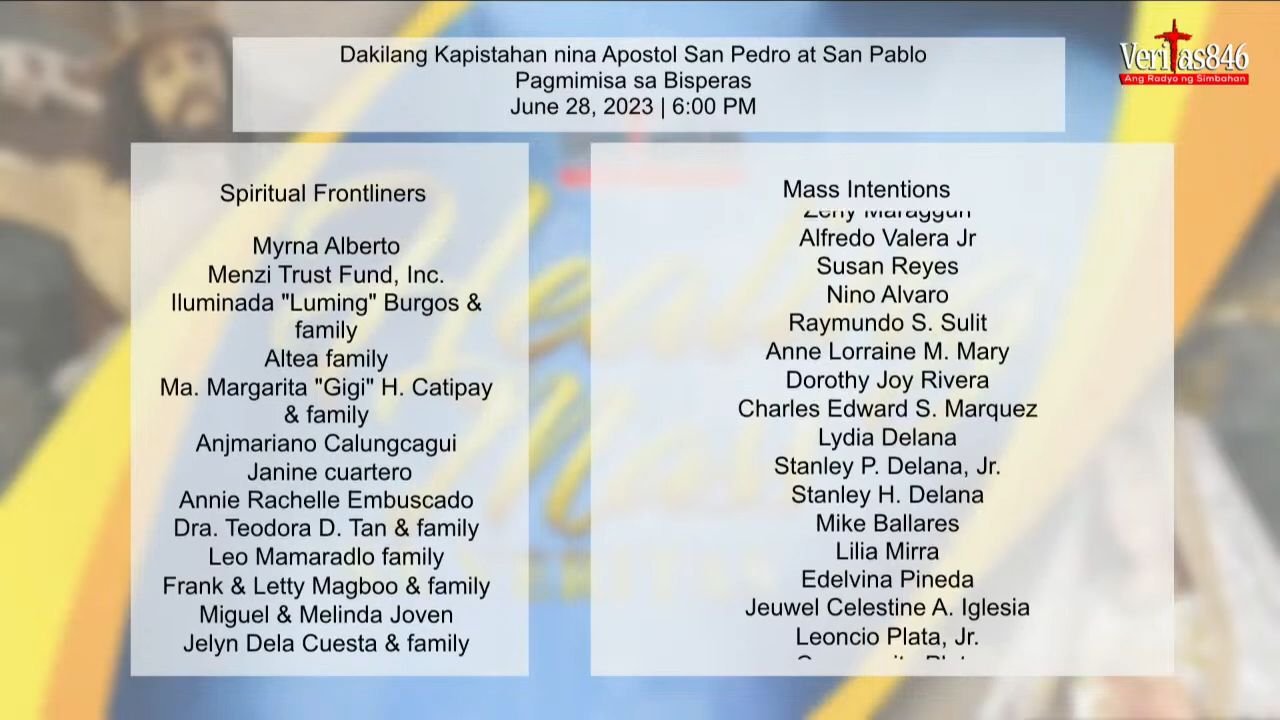 Dakilang Kapistahan nina Apostol San Pedro at San Pablo
Pagmimisa sa Bisperas
June 28, 2023 | 6:00 PM
Veritas846
Ang Radyo ng Simbahan
Spiritual Frontliners
Myrna Alberto
Menzi Trust Fund, Inc.
Iluminada "Luming" Burgos &
family
Altea family
Ma. Margarita "Gigi" H. Catipay
& family
Anjmariano Calungcagui
Janine cuartero
Annie Rachelle Embuscado
Dra. Teodora D. Tan & family
Leo Mamaradlo family
Frank & Letty Magboo & family
Miguel & Melinda Joven
Jelyn Dela Cuesta & family
Mass Intentions
Zeny Maraggun
Alfredo Valera Jr
Susan Reyes
Nino Alvaro
Raymundo S. Sulit
Anne Lorraine M. Mary
Dorothy Joy Rivera
Charles Edward S. Marquez
Lydia Delana
Stanley P. Delana, Jr.
Stanley H. Delana
Mike Ballares
Lilia Mirra
Edelvina Pineda
Jeuwel Celestine A. Iglesia
Leoncio Plata, Jr.